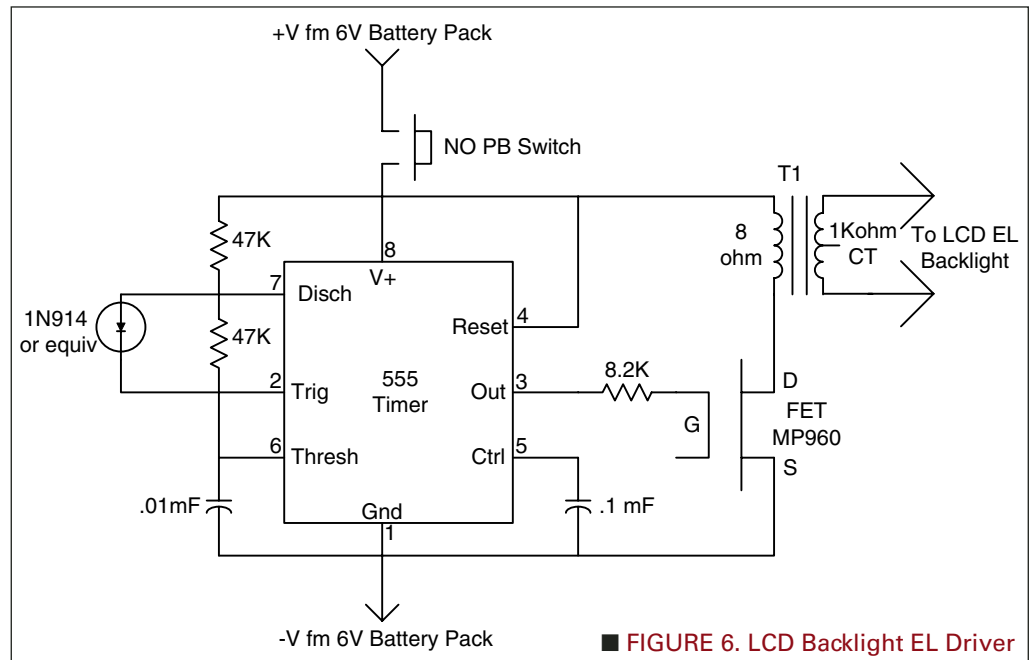 +V fm 6V Battery Pack
NO PB Switch
T1
47K
8
ohm
1Kohm
CT
To LCD EL
Backlight
8
V+
7
Disch
1N914
or equiv
47K
4
Reset
2
Trig
555
Timer
Out
3
8.2K
G
D
FET
MP960
S
6
Thresh
Ctrl
5
.01mF
Gnd
1
.1 mF
-V fm 6V Battery Pack
■ FIGURE 6. LCD Backlight EL Driver